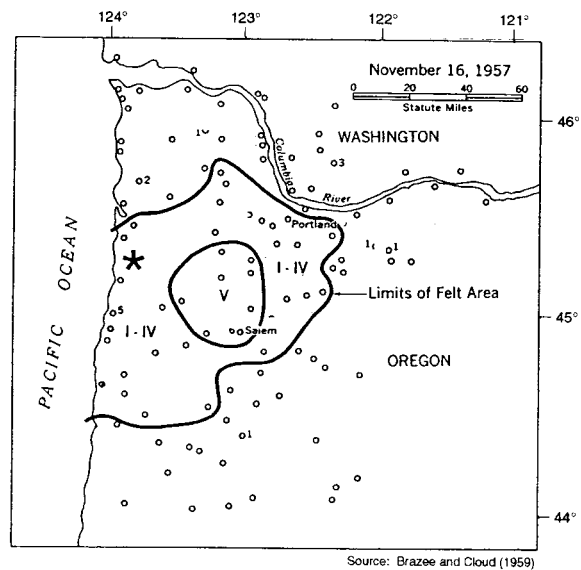 124°
123°
122°
121°
November 16, 1957
0 20 40 60
Statute Miles
46°
WASHINGTON
1
3
Columbia
River
2
Portland
1
1
PACIFIC OCEAN
I - IV
V
Limits of Felt Area
5
I - IV
Salem
45°
OREGON
1
44°
Source: Brazee and Cloud (1959)